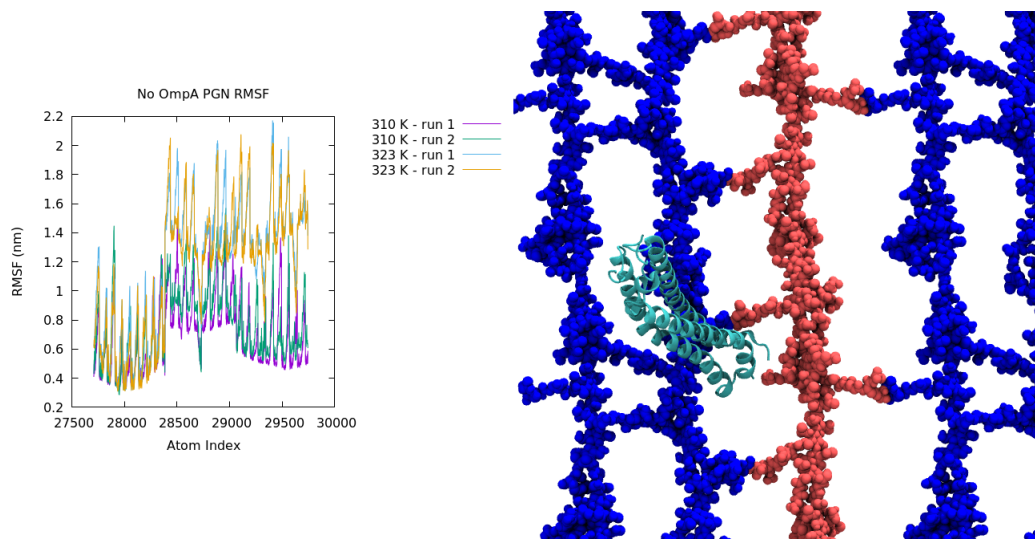 No OmpA PGN RMSF
310 K - run 1
310 K - run 2
323 K - run 1
323 K - run 2
RMSF (nm)
2.2
2
1.8
1.6
1.4
1.2
1
0.8
0.6
0.4
0.2
27500 28000 28500 29000 29500 30000
Atom Index